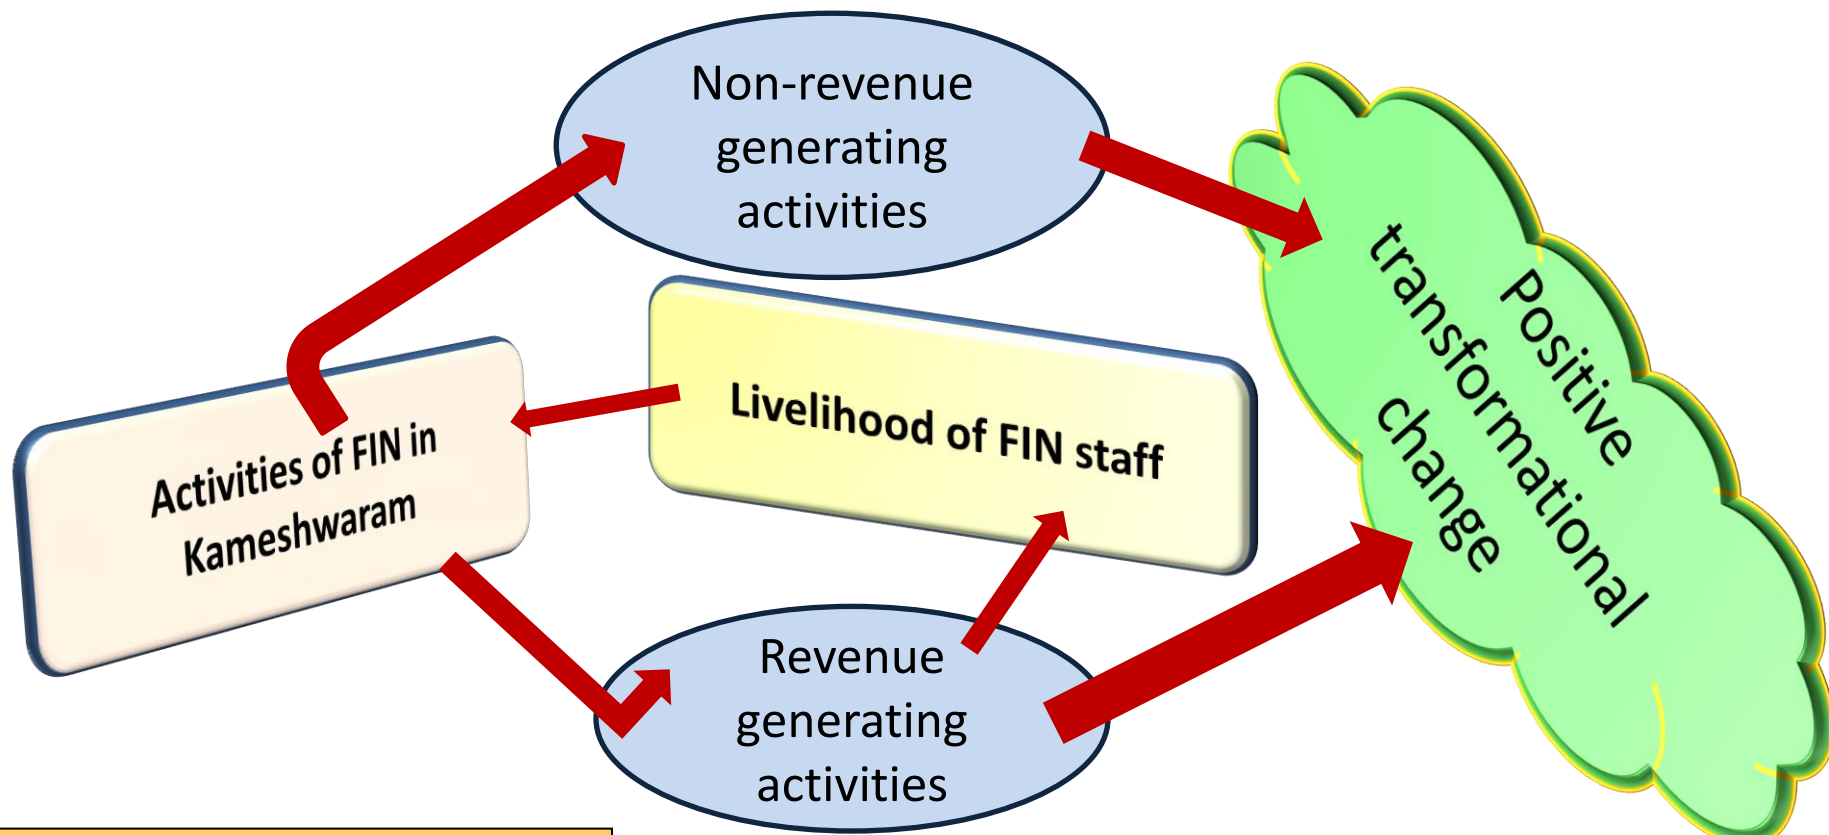 Non-revenue
generating
activities
Positive
transformational
change
Livelihood of FIN staff
Activities of FIN in
Kameshwaram
Revenue
generating
activities